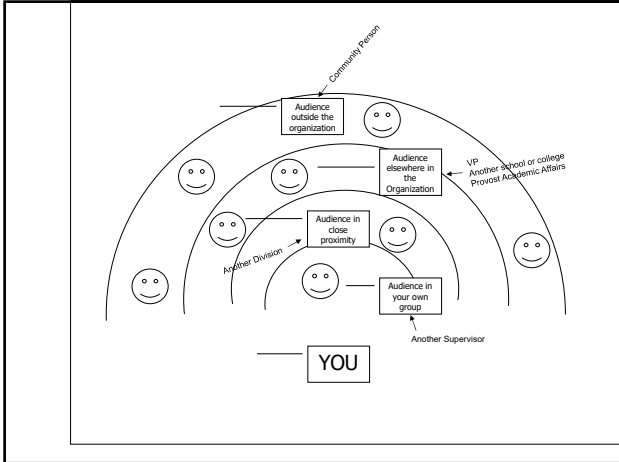 Community Person
Audience
outside the
organization
Audience
elsewhere in
the
Organization
VP
Another school or college
Provost Academic Affairs
Audience in
close
proximity
Another Division
Audience in
your own
group
Another Supervisor
YOU